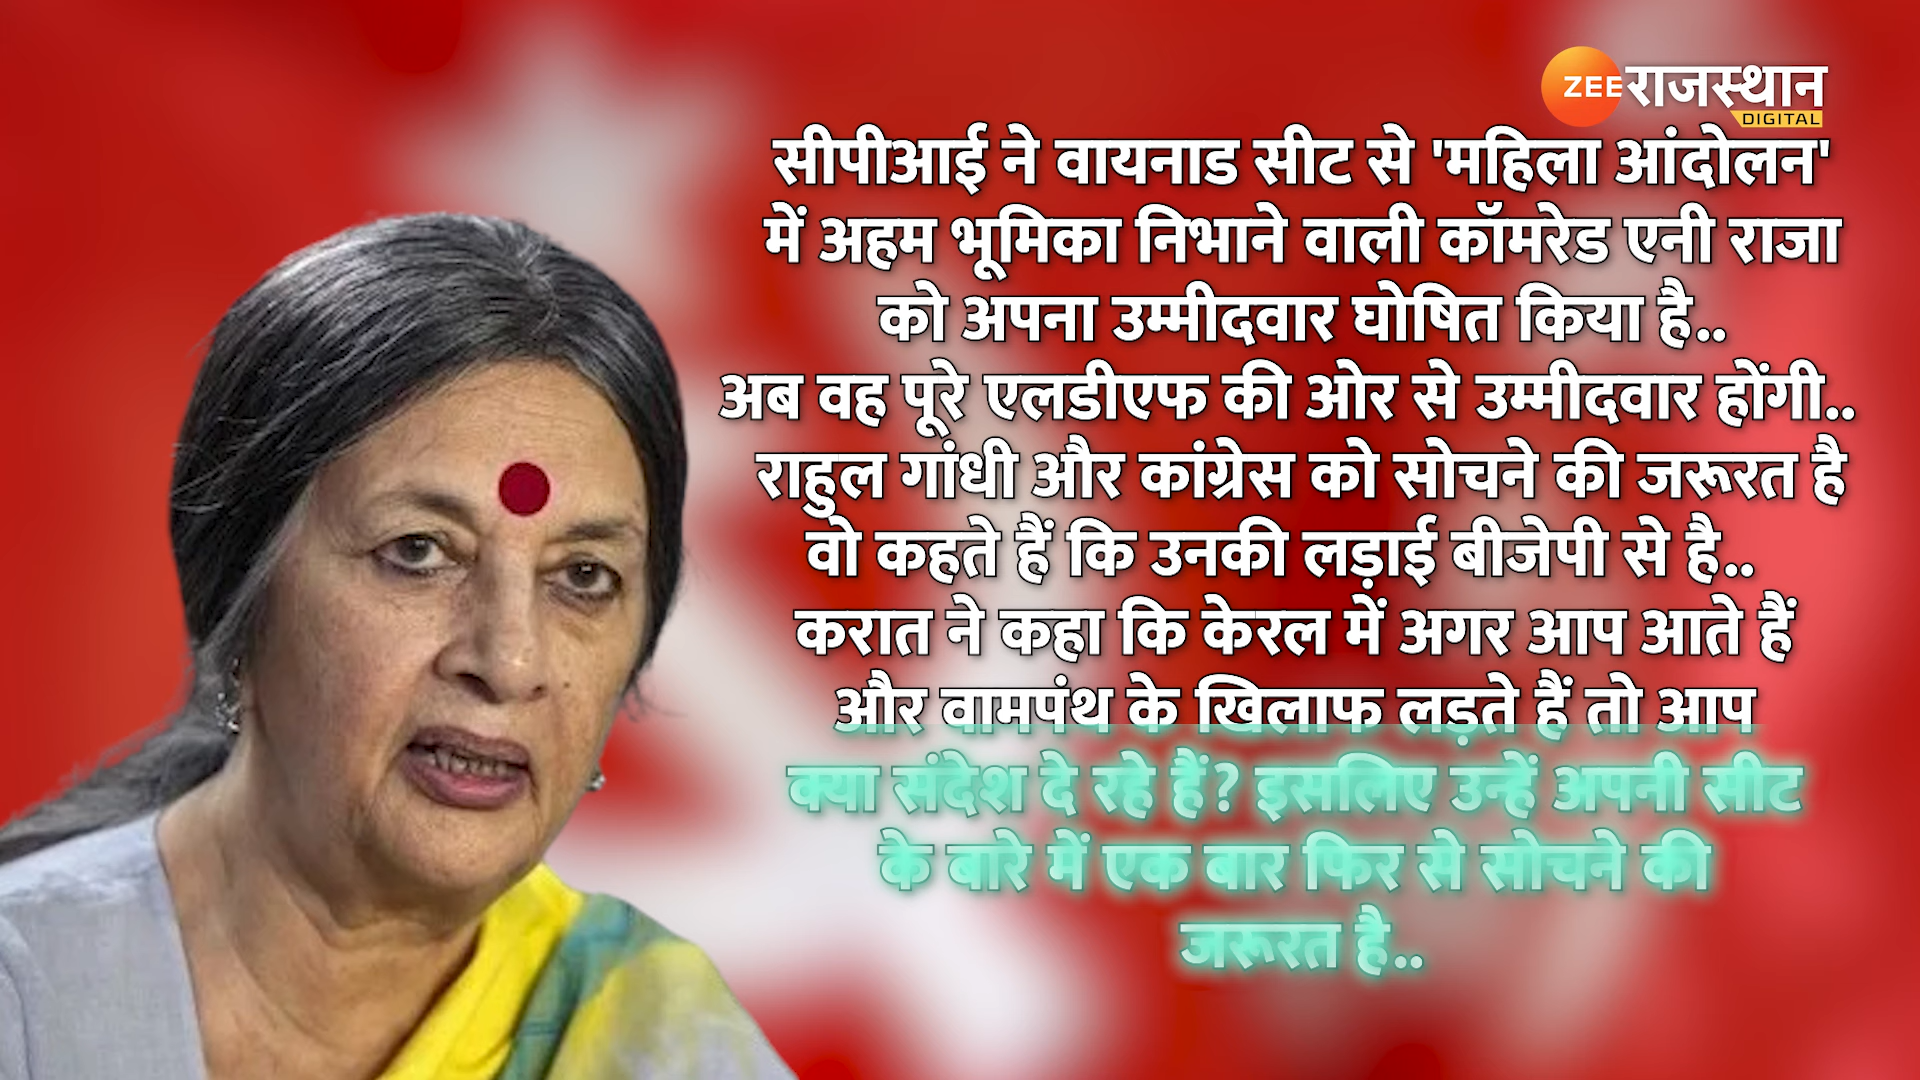 ZEE राजस्थान
DIGITAL
सीपीआई ने वायनाड सीट से 'महिला आंदोलन'
में अहम भूमिका निभाने वाली कॉमरेड एनी राजा
को अपना उम्मीदवार घोषित किया है..
अब वह पूरे एलडीएफ की ओर से उम्मीदवार होंगी..
राहुल गांधी और कांग्रेस को सोचने की जरूरत है
वो कहते हैं कि उनकी लड़ाई बीजेपी से है..
करात ने कहा कि केरल में अगर आप आते हैं
और वामपंथ के खिलाफ लड़ते हैं तो आप
क्या संदेश दे रहे हैं? इसलिए उन्हें अपनी सीट
के बारे में एक बार फिर से सोचने की
जरूरत है..